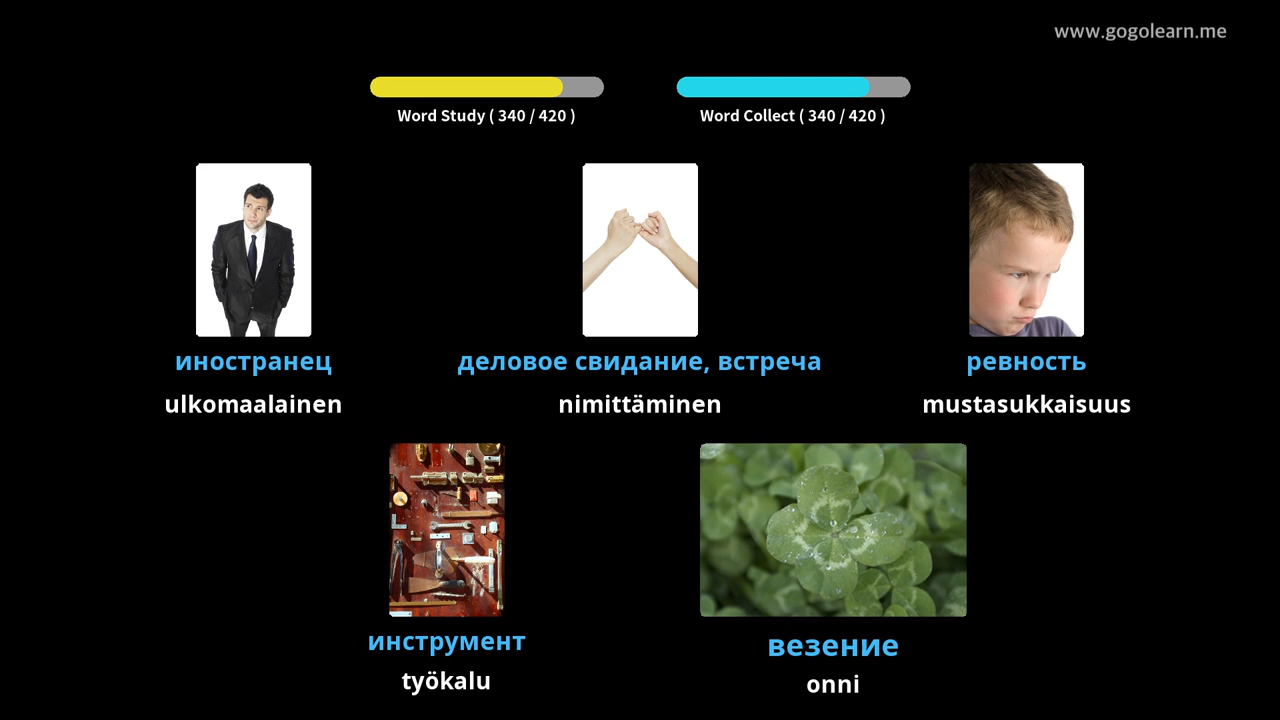 www.gogolearn.me
Word Study ( 340 / 420 )
Word Collect ( 340 / 420 )
иностранец
ulkomaalainen
деловое свидание, встреча
nimittäminen
ревность
mustasukkaisuus
инструмент
työkalu
везение
onni